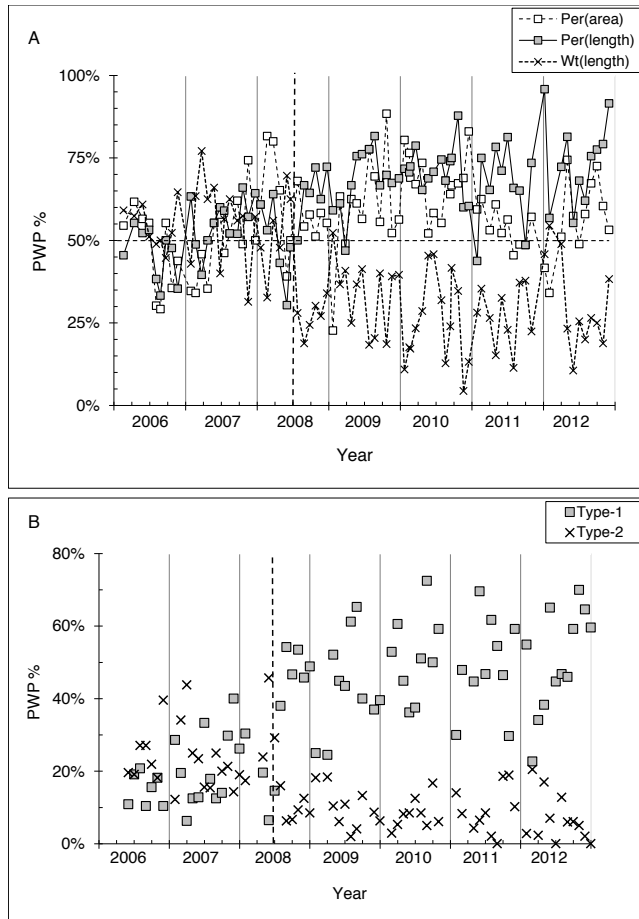 A
Per(area)
Per(length)
Wt(length)
100%
75%
50%
25%
0%
PWP %
2006 2007 2008 2009 2010 2011 2012
Year
B
Type-1
Type-2
80%
60%
40%
20%
0%
PWP %
2006 2007 2008 2009 2010 2011 2012
Year